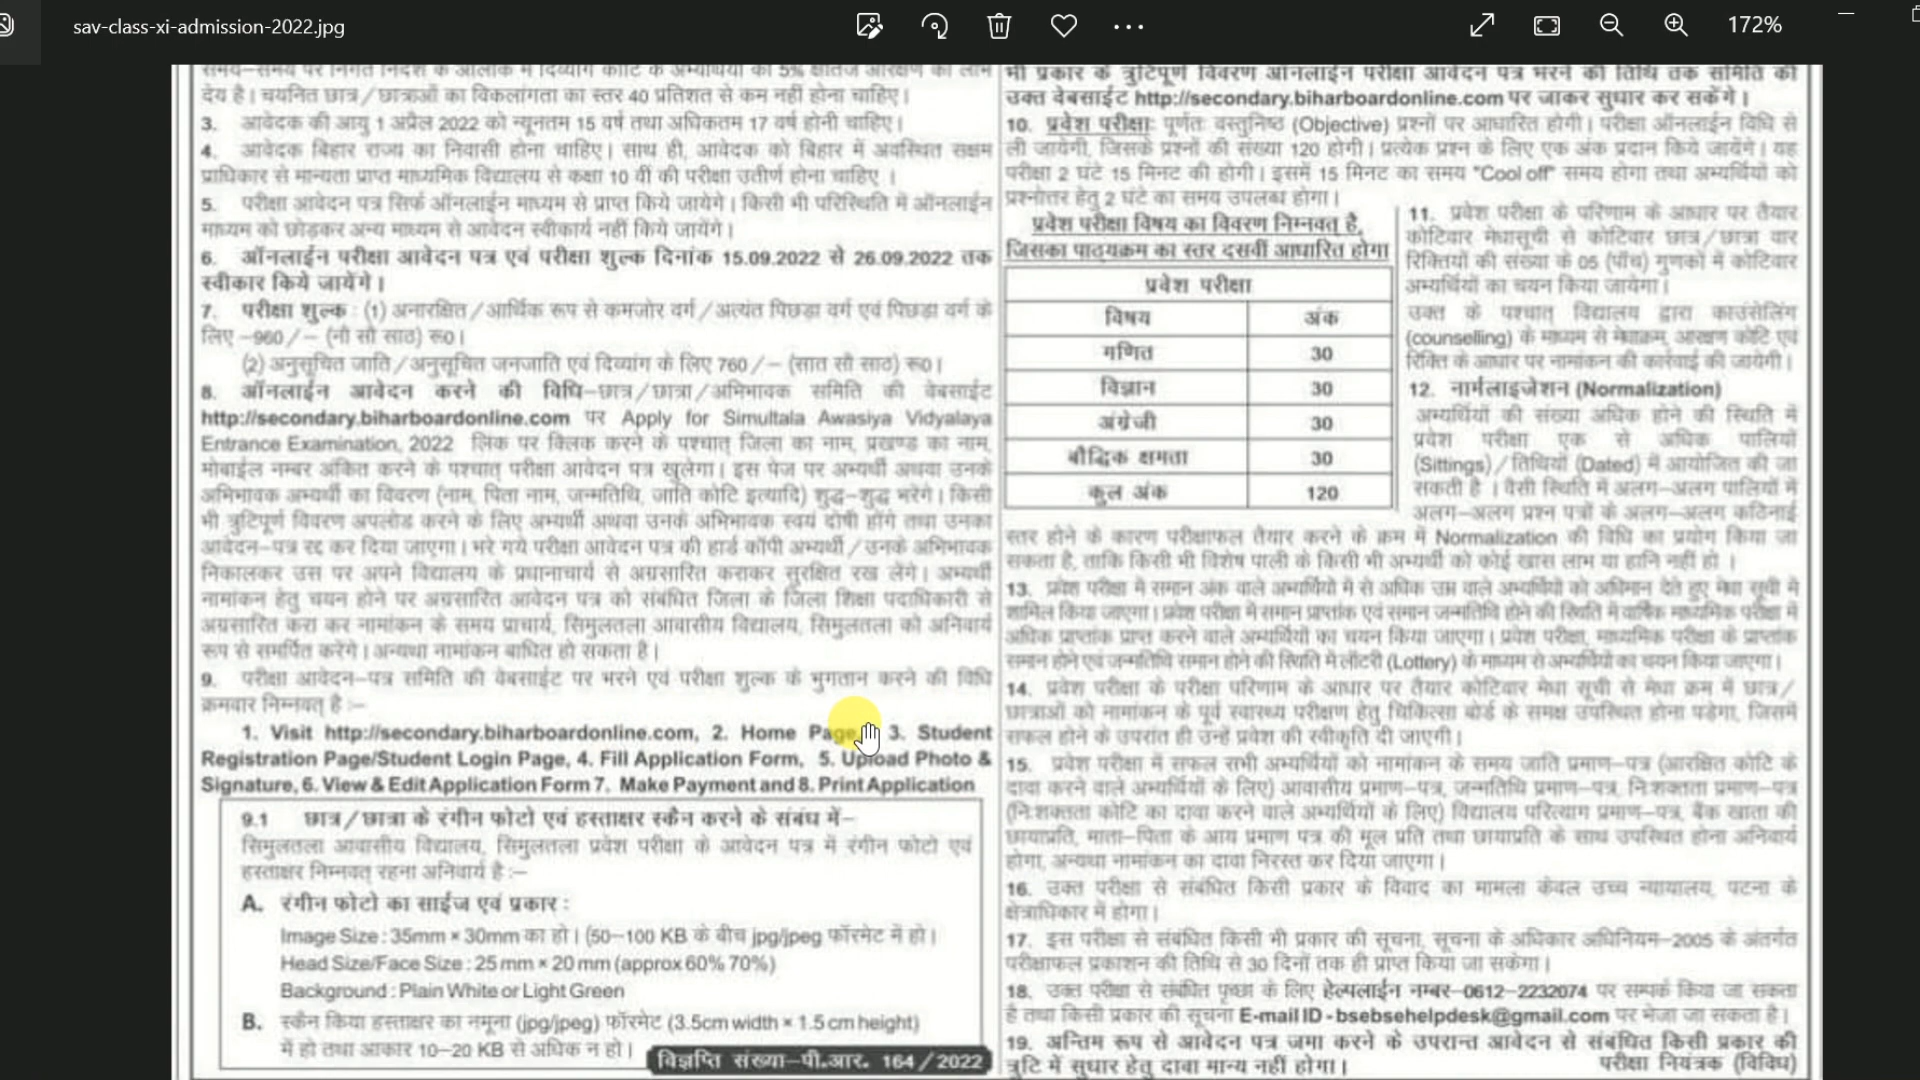 sav-class-xi-admission-2022.jpg
172%
समय-समय पर निर्गत निदेश के आलोक में दिव्यांग कोटि के अभ्यर्थियों को 5% क्षैतिज आरक्षण का लाभ
देय है। चयनित छात्र/छात्राओं का विकलांगता का स्तर 40 प्रतिशत से कम नहीं होना चाहिए।
3. आवेदक की आयु 1 अप्रैल 2022 को न्यूनतम 15 वर्ष तथा अधिकतम 17 वर्ष होनी चाहिए।
4. आवेदक बिहार राज्य का निवासी होना चाहिए। साथ ही, आवेदक को बिहार में अवस्थित सक्षम
प्राधिकार से मान्यता प्राप्त माध्यमिक विद्यालय से कक्षा 10 वीं की परीक्षा उतीर्ण होना चाहिए ।
5. परीक्षा आवेदन पत्र सिर्फ ऑनलाईन माध्यम से प्राप्त किये जायेगे। किसी भी परिस्थिति में ऑनलाईन
माध्यम को छोड़कर अन्य माध्यम से आवेदन स्वीकार्य नहीं किये जायेंगे।
6. ऑनलाईन परीक्षा आवेदन पत्र एवं परीक्षा शुल्क दिनांक 15.09.2022 से 26.09.2022 तक
स्वीकार किये जायेंगे।
7. परीक्षा शुल्क : (1) अनारक्षित/आर्थिक रूप से कमजोर वर्ग/अत्यंत पिछड़ा वर्ग एवं पिछड़ा वर्ग के
लिए -960/- (नौ सौ साठ) रू0।
(2) अनुसूचित जाति/अनुसूचित जनजाति एवं दिव्यांग के लिए 760/- (सात सौ साठ) रू0।
8. ऑनलाईन आवेदन करने की विधि-छात्र/छात्रा/अभिभावक समिति की वेबसाईट
http://secondary.biharboardonline.com पर Apply for Simultala Awasiya Vidyalaya
Entrance Examination, 2022 लिंक पर क्लिक करने के पश्चात् जिला का नाम, प्रखण्ड का नाम,
मोबाईल नम्बर अंकित करने के पश्चात् परीक्षा आवेदन पत्र खुलेगा। इस पेज पर अभ्यर्थी अथवा उनके
अभिभावक अभ्यर्थी का विवरण (नाम, पिता नाम, जन्मतिथि, जाति कोटि इत्यादि) शुद्ध-शुद्ध भरेंगे। किसी
भी त्रुटिपूर्ण विवरण अपलोड करने के लिए अभ्यर्थी अथवा उनके अभिभावक स्वयं दोषी होंगे तथा उनका
आवेदन-पत्र रद्द कर दिया जाएगा। भरे गये परीक्षा आवेदन पत्र की हार्ड कॉपी अभ्यर्थी/उनके अभिभावक
निकालकर उस पर अपने विद्यालय के प्रधानाचार्य से अग्रसारित कराकर सुरक्षित रख लेंगे। अभ्यर्थी
नामांकन हेतु चयन होने पर अग्रसारित आवेदन पत्र को संबंधित जिला के जिला शिक्षा पदाधिकारी से
अग्रसारित करा कर नामांकन के समय प्राचार्य, सिमुलतला आवासीय विद्यालय, सिमुलतला को अनिवार्य
रूप से समर्पित करेंगे। अन्यथा नामांकन बाधित हो सकता है।
9. परीक्षा आवेदन-पत्र समिति की वेबसाईट पर भरने एवं परीक्षा शुल्क के भुगतान करने की विधि
क्रमवार निम्नवत् है :-
1. Visit http://secondary.biharboardonline.com, 2. Home Page, 3. Student
Registration Page/Student Login Page, 4. Fill Application Form, 5. Upload Photo &
Signature, 6. View & Edit Application Form 7. Make Payment and 8. Print Application
9.1 छात्र/छात्रा के रंगीन फोटो एवं हस्ताक्षर स्कैन करने के संबंध में-
सिमुलतला आवासीय विद्यालय, सिमुलतला प्रवेश परीक्षा के आवेदन पत्र में रंगीन फोटो एवं
हस्ताक्षर निम्नवत् रहना अनिवार्य है :-
A. रंगीन फोटो का साईज एवं प्रकार :
Image Size : 35mm × 30mm का हो। (50-100 KB के बीच jpg/jpeg फॉरमेट में हो।
Head Size/Face Size : 25 mm × 20 mm (approx 60% 70%)
Background : Plain White or Light Green
B. स्कैन किया हस्ताक्षर का नमूना (jpg/jpeg) फॉरमेट (3.5cm width × 1.5 cm height)
में हो तथा आकार 10-20 KB से अधिक न हो।
विज्ञप्ति संख्या-पी.आर. 164/2022
भी प्रकार के त्रुटिपूर्ण विवरण ऑनलाईन परीक्षा आवेदन पत्र भरने की तिथि तक समिति की
उक्त वेबसाईट http://secondary.biharboardonline.com पर जाकर सुधार कर सकेंगे।
10. प्रवेश परीक्षा: पूर्णतः वस्तुनिष्ठ (Objective) प्रश्नों पर आधारित होगी। परीक्षा ऑनलाईन विधि से
ली जायेगी, जिसके प्रश्नों की संख्या 120 होगी। प्रत्येक प्रश्न के लिए एक अंक प्रदान किये जायेंगे। यह
परीक्षा 2 घंटे 15 मिनट की होगी। इसमें 15 मिनट का समय "Cool off" समय होगा तथा अभ्यर्थियों को
प्रश्नोत्तर हेतु 2 घंटे का समय उपलब्ध होगा।
प्रवेश परीक्षा विषय का विवरण निम्नवत् है,
जिसका पाठ्यक्रम का स्तर दसवीं आधारित होगा
प्रवेश परीक्षा
विषय अंक
गणित 30
विज्ञान 30
अंग्रेजी 30
बौद्धिक क्षमता 30
कुल अंक 120
11. प्रवेश परीक्षा के परिणाम के आधार पर तैयार
कोटिवार मेधासूची से कोटिवार छात्र/छात्रा वार
रिक्तियों की संख्या के 05 (पाँच) गुणकों में कोटिवार
अभ्यर्थियों का चयन किया जायेगा।
उक्त के पश्चात् विद्यालय द्वारा काउंसेलिंग
(counselling) के माध्यम से मेधाक्रम, आरक्षण कोटि एवं
रिक्ति के आधार पर नामांकन की कार्रवाई की जायेगी।
12. नार्मलाइजेशन (Normalization)
अभ्यर्थियों की संख्या अधिक होने की स्थिति में
प्रवेश परीक्षा एक से अधिक पालियों
(Sittings)/तिथियों (Dated) में आयोजित की जा
सकती है । वैसी स्थिति में अलग-अलग पालियों में
अलग-अलग प्रश्न पत्रों के अलग-अलग कठिनाई
स्तर होने के कारण परीक्षाफल तैयार करने के क्रम में Normalization की विधि का प्रयोग किया जा
सकता है, ताकि किसी भी विशेष पाली के किसी भी अभ्यर्थी को कोई खास लाभ या हानि नहीं हो ।
13. प्रवेश परीक्षा में समान अंक वाले अभ्यर्थियों में से अधिक उम्र वाले अभ्यर्थियों को अधिमान देते हुए मेधा सूची में
शामिल किया जाएगा। प्रवेश परीक्षा में समान प्राप्तांक एवं समान जन्मतिथि होने की स्थिति में वार्षिक माध्यमिक परीक्षा में
अधिक प्राप्तांक प्राप्त करने वाले अभ्यर्थियों का चयन किया जाएगा। प्रवेश परीक्षा, माध्यमिक परीक्षा के प्राप्तांक
समान होने एवं जन्मतिथि समान होने की स्थिति में लॉटरी (Lottery) के माध्यम से अभ्यर्थियों का चयन किया जाएगा।
14. प्रवेश परीक्षा के परीक्षा परिणाम के आधार पर तैयार कोटिवार मेधा सूची से मेधा क्रम में छात्र/
छात्राओं को नामांकन के पूर्व स्वास्थ्य परीक्षण हेतु चिकित्सा बोर्ड के समक्ष उपस्थित होना पड़ेगा, जिसमें
सफल होने के उपरांत ही उन्हें प्रवेश की स्वीकृति दी जाएगी।
15. प्रवेश परीक्षा में सफल सभी अभ्यर्थियों को नामांकन के समय जाति प्रमाण-पत्र (आरक्षित कोटि के
दावा करने वाले अभ्यर्थियों के लिए) आवासीय प्रमाण-पत्र, जन्मतिथि प्रमाण-पत्र, निःशक्तता प्रमाण-पत्र
(निःशक्तता कोटि का दावा करने वाले अभ्यर्थियों के लिए) विद्यालय परित्याग प्रमाण-पत्र, बैंक खाता की
छायाप्रति, माता-पिता के आय प्रमाण पत्र की मूल प्रति तथा छायाप्रति के साथ उपस्थित होना अनिवार्य
होगा, अन्यथा नामांकन का दावा निरस्त कर दिया जाएगा।
16. उक्त परीक्षा से संबंधित किसी प्रकार के विवाद का मामला केवल उच्च न्यायालय, पटना के
क्षेत्राधिकार में होगा।
17. इस परीक्षा से संबंधित किसी भी प्रकार की सूचना, सूचना के अधिकार अधिनियम-2005 के अंतर्गत
परीक्षाफल प्रकाशन की तिथि से 30 दिनों तक ही प्राप्त किया जा सकेगा।
18. उक्त परीक्षा से संबंधित पृच्छा के लिए हेल्पलाईन नम्बर-0612-2232074 पर सम्पर्क किया जा सकता
है तथा किसी प्रकार की सूचना E-mail ID - bsebsehelpdesk@gmail.com पर भेजा जा सकता है।
19. अन्तिम रूप से आवेदन पत्र जमा करने के उपरान्त आवेदन से संबंधित किसी प्रकार की
त्रुटि में सुधार हेतु दावा मान्य नहीं होगा। परीक्षा नियंत्रक (विविध)